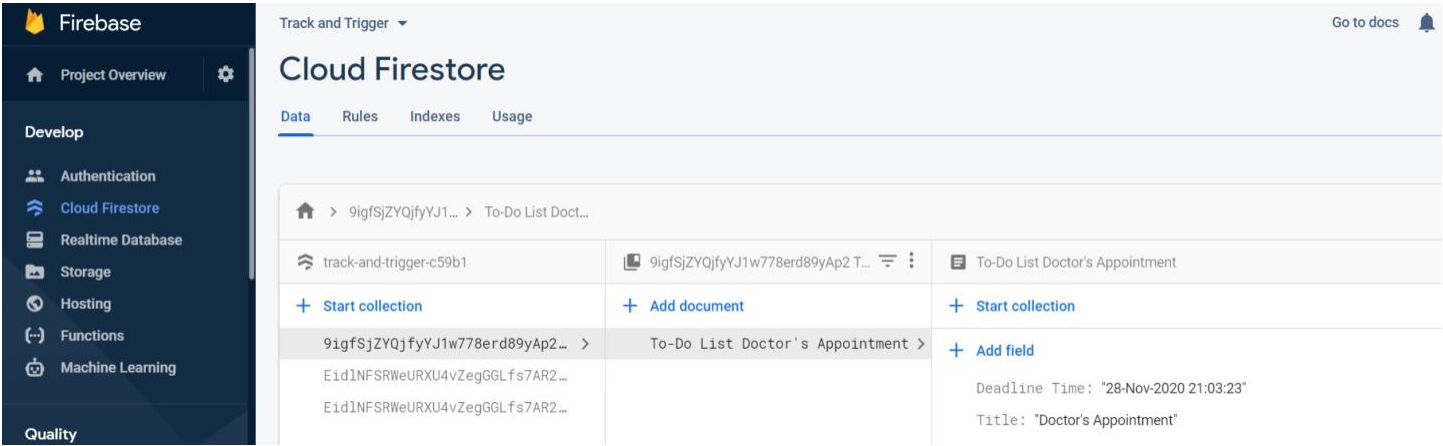 Firebase
Project Overview
Develop
Authentication
Cloud Firestore
Realtime Database
Storage
Hosting
Functions
Machine Learning
Quality
Track and Trigger
Go to docs
Cloud Firestore
Data Rules Indexes Usage
9igfSjZYQjfyYJ1... > To-Do List Doct...
track-and-trigger-c59b1
+ Start collection
9igfSjZYQjfyYJ1w778erd89yAp2...
EidlNFSRWeURXU4vZegGGLfs7AR2...
EidlNFSRWeURXU4vZegGGLfs7AR2...
9igfSjZYQjfyYJ1w778erd89yAp2 T...
+ Add document
To-Do List Doctor's Appointment
To-Do List Doctor's Appointment
+ Start collection
+ Add field
Deadline Time: "28-Nov-2020 21:03:23"
Title: "Doctor's Appointment"